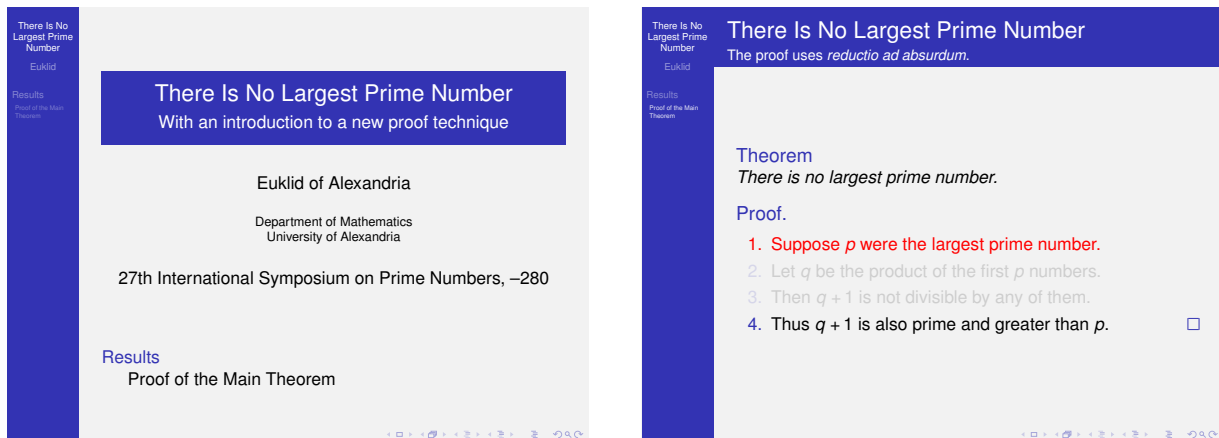 There Is No
Largest Prime
Number
Euklid
Results
Proof of the Main
Theorem
There Is No Largest Prime Number
With an introduction to a new proof technique
Euklid of Alexandria
Department of Mathematics
University of Alexandria
27th International Symposium on Prime Numbers, –280
Results
Proof of the Main Theorem
There Is No
Largest Prime
Number
Euklid
Results
Proof of the Main
Theorem
There Is No Largest Prime Number
The proof uses reductio ad absurdum.
Theorem
There is no largest prime number.
Proof.
1. Suppose p were the largest prime number.
2. Let q be the product of the first p numbers.
3. Then q + 1 is not divisible by any of them.
4. Thus q + 1 is also prime and greater than p. □